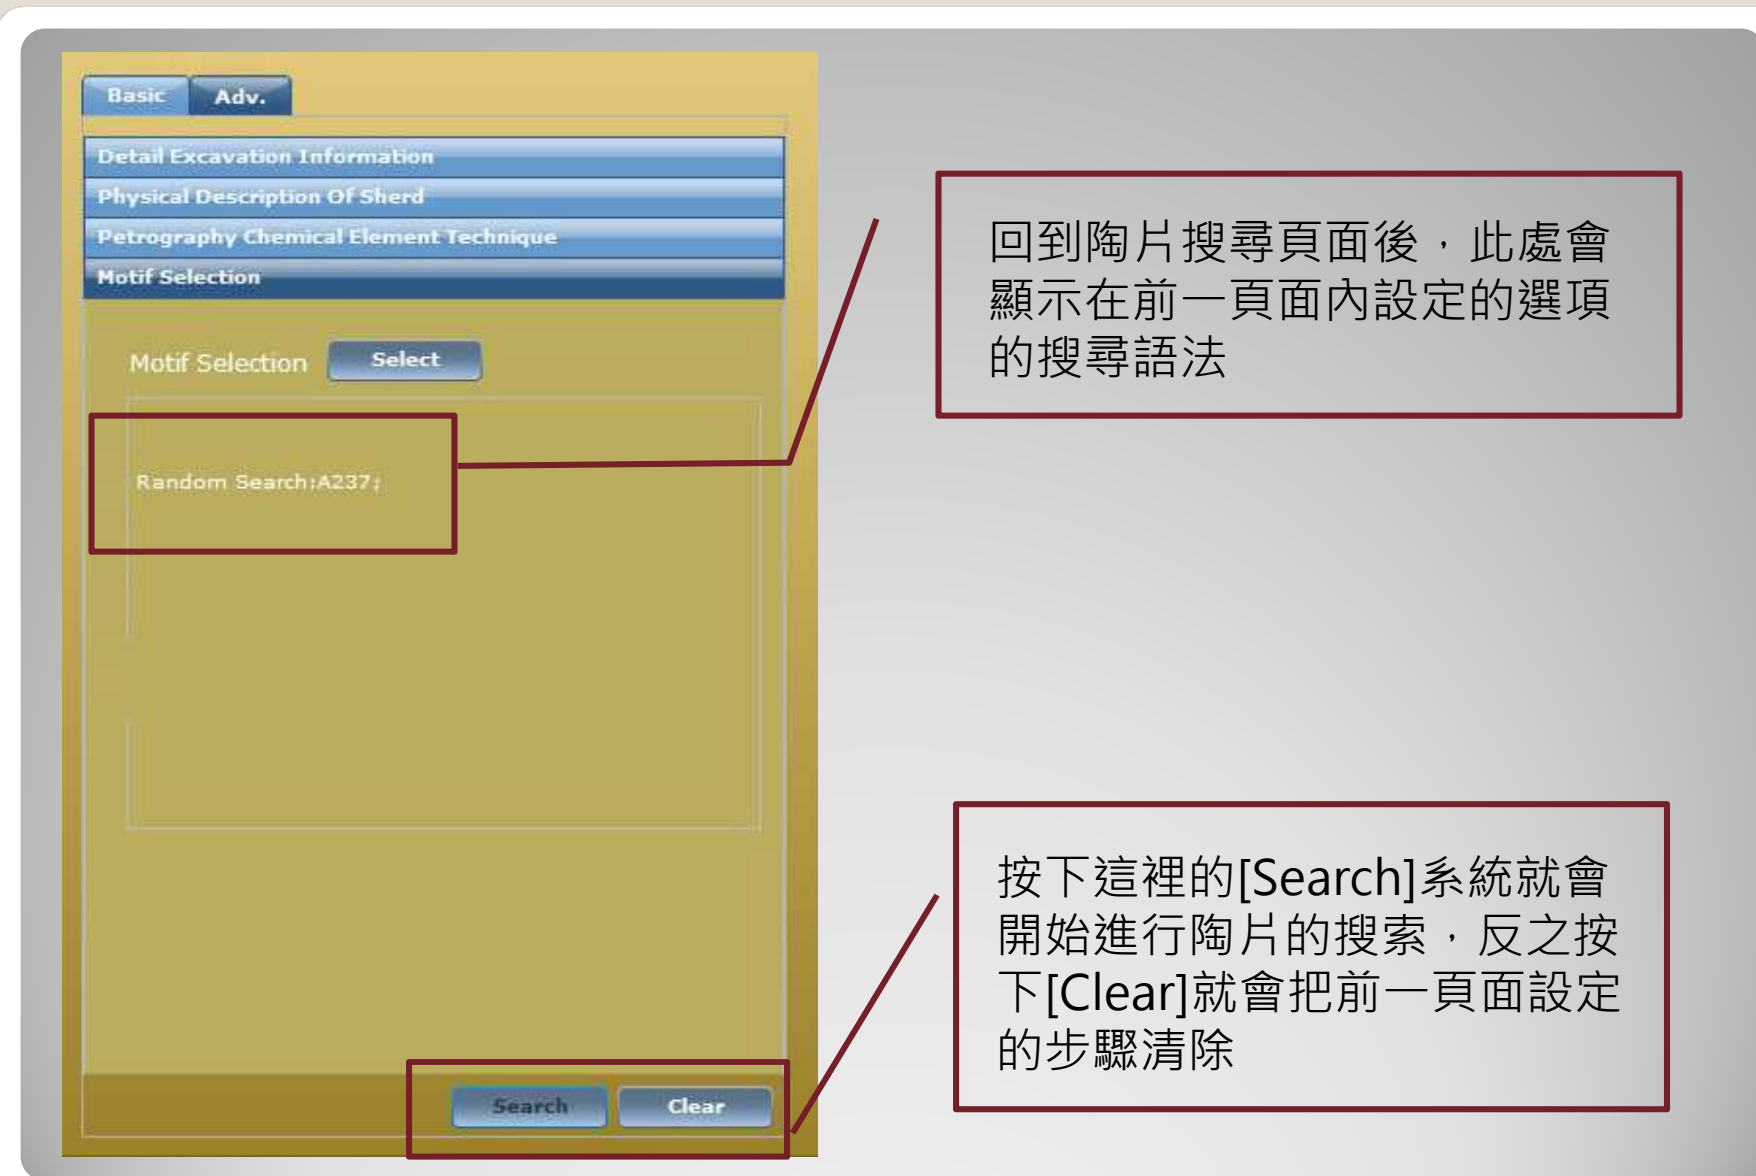 Basic Adv.
Detail Excavation Information
Physical Description Of Sherd
Petrography Chemical Element Technique
Motif Selection
Motif Selection Select
Random Search:A237;
Search Clear
回到陶片搜尋頁面後，此處會
顯示在前一頁面內設定的選項
的搜尋語法
按下這裡的[Search]系統就會
開始進行陶片的搜索，反之按
下[Clear]就會把前一頁面設定
的步驟清除